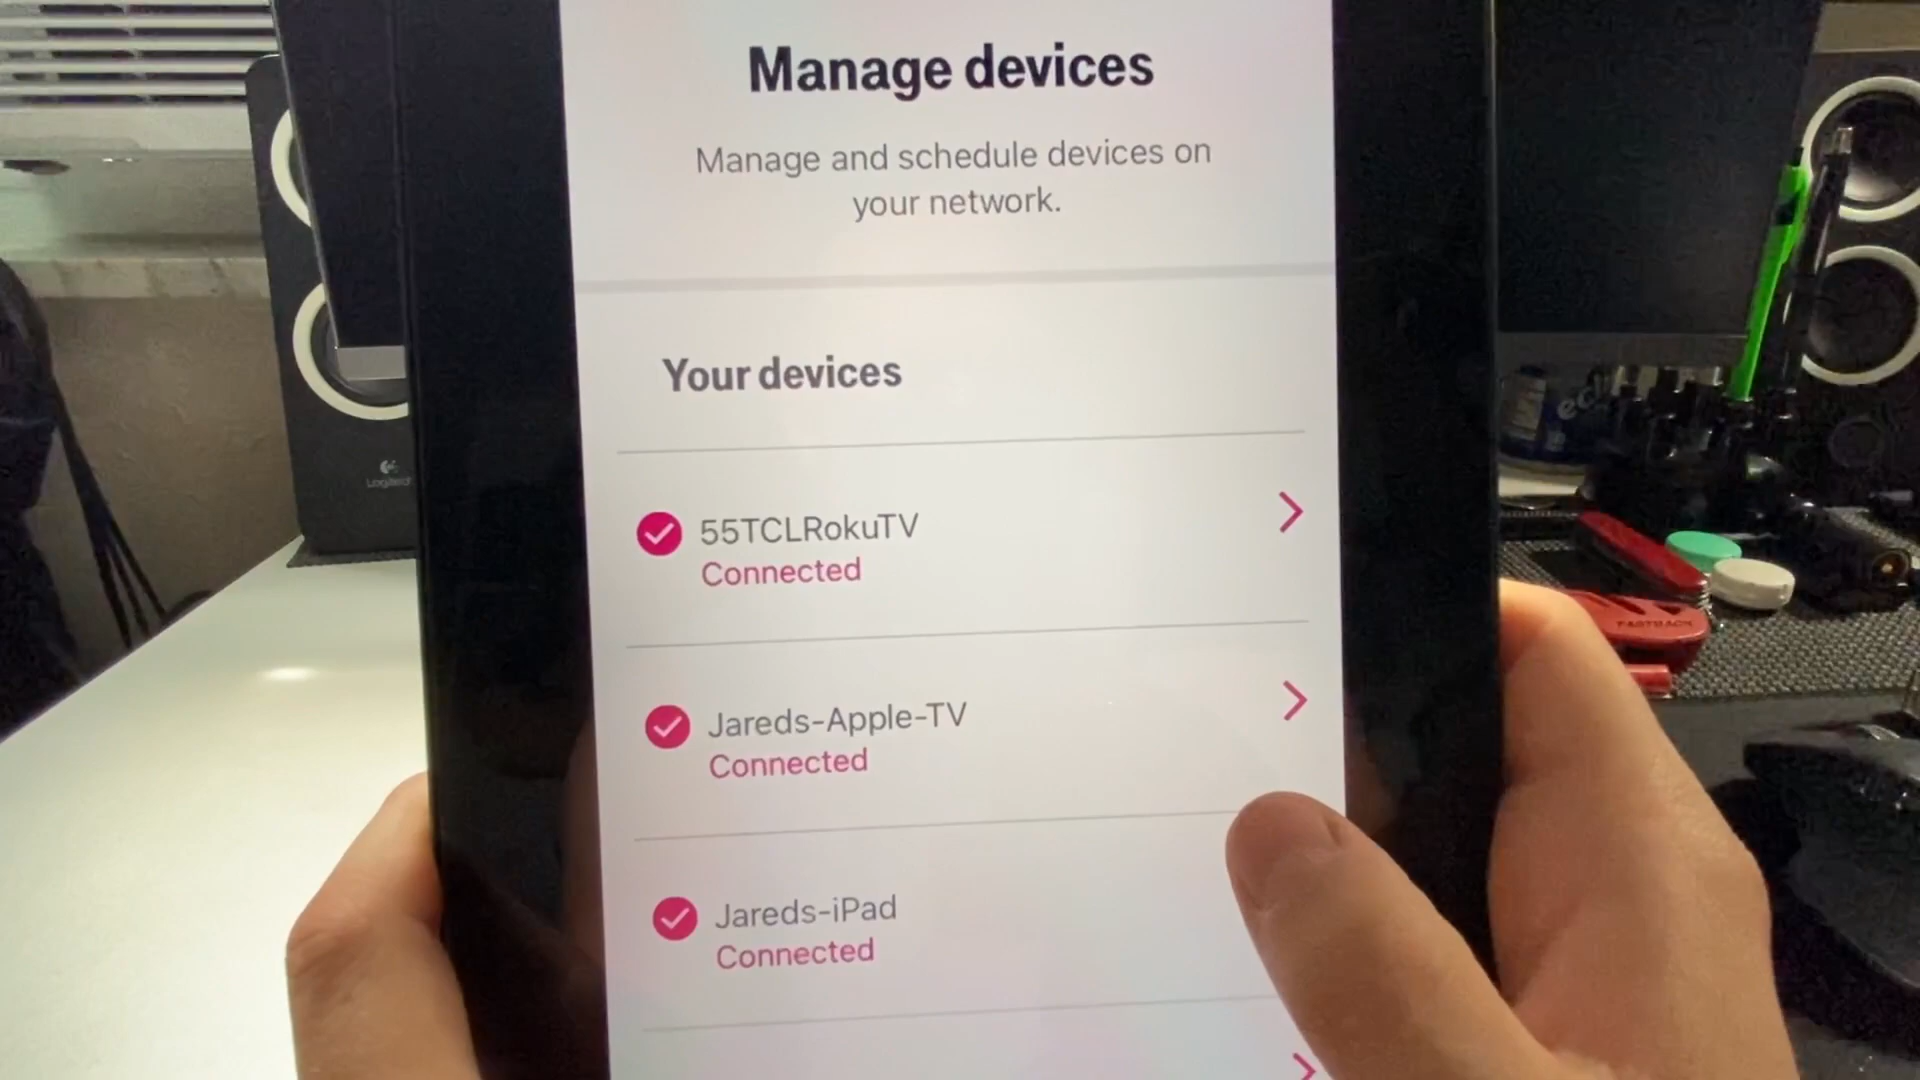 Manage devices
Manage and schedule devices on
your network.
Your devices
55TCLRokuTV
Connected
Jareds-Apple-TV
Connected
Jareds-iPad
Connected
Logitech